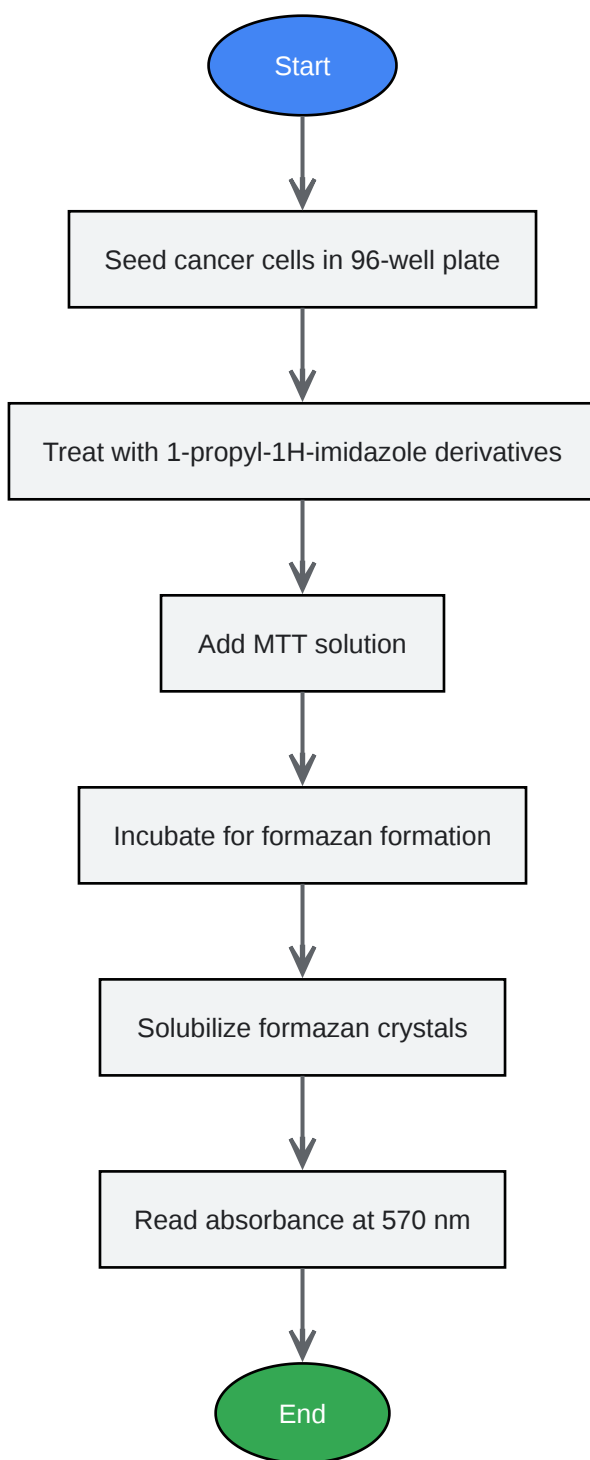 Start
Seed cancer cells in 96-well plate
Treat with 1-propyl-1H-imidazole derivatives
Add MTT solution
Incubate for formazan formation
Solubilize formazan crystals
Read absorbance at 570 nm
End